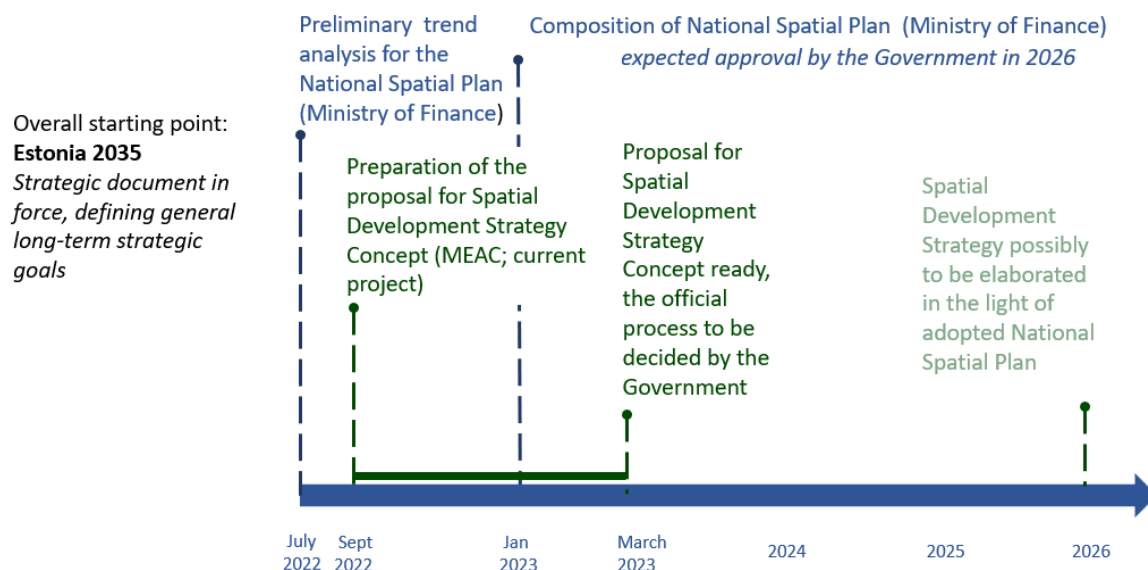 Overall starting point:
Estonia 2035
Strategic document in
force, defining general
long-term strategic
goals
Preliminary trend
analysis for the
National Spatial Plan
(Ministry of Finance)
Composition of National Spatial Plan (Ministry of Finance)
expected approval by the Government in 2026
Preparation of the
proposal for Spatial
Development Strategy
Concept (MEAC; current
project)
Proposal for
Spatial
Development
Strategy
Concept ready,
the official
process to be
decided by the
Government
Spatial
Development
Strategy possibly
to be elaborated
in the light of
adopted National
Spatial Plan
July
2022
Sept
2022
Jan
2023
March
2023
2024
2025
2026